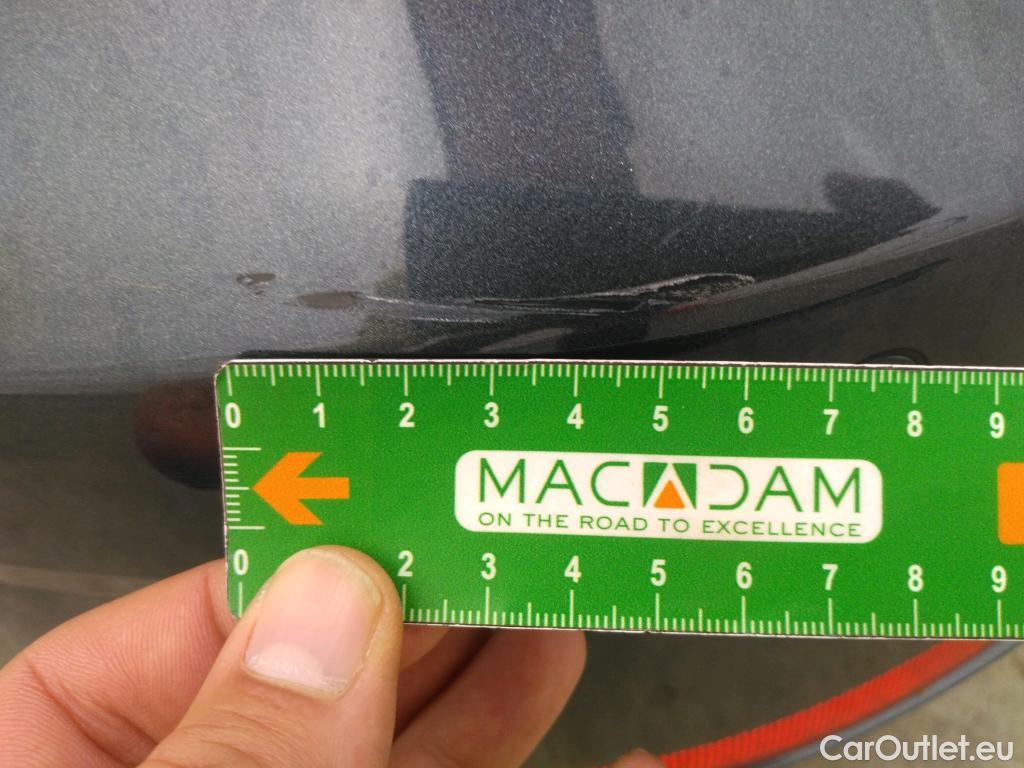 0 1 2 3 4 5 6 7 8 9
MACADAM
ON THE ROAD TO EXCELLENCE
0 2 3 4 5 6 7 8 9
CarOutlet.eu